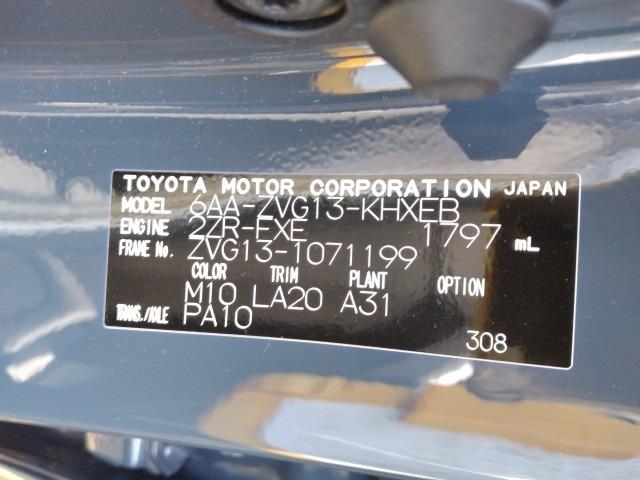 TOYOTA MOTOR CORPORATION JAPAN
MODEL 6AA-ZVG13-KHXEB
ENGINE 2ZR-FXE 1797 mL
FRAME No. ZVG13-1071199
COLOR TRIM PLANT OPTION
M10 LA20 A31
TRANS./AXLE PA10
308